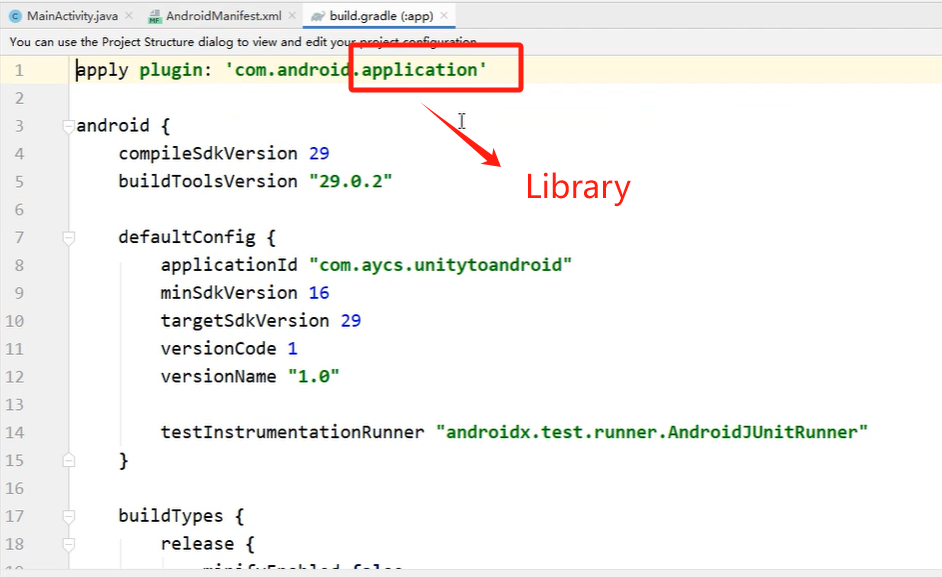 MainActivity.java × AndroidManifest.xml × build.gradle (:app) ×
You can use the Project Structure dialog to view and edit your project configuration
1 apply plugin: 'com.android.application'
2
3 android {
4 compileSdkVersion 29
5 buildToolsVersion "29.0.2"
Library
6
7 defaultConfig {
8 applicationId "com.aycs.unitytoandroid"
9 minSdkVersion 16
10 targetSdkVersion 29
11 versionCode 1
12 versionName "1.0"
13
14 testInstrumentationRunner "androidx.test.runner.AndroidJUnitRunner"
15 }
16
17 buildTypes {
18 release {
19 minifyEnabled false